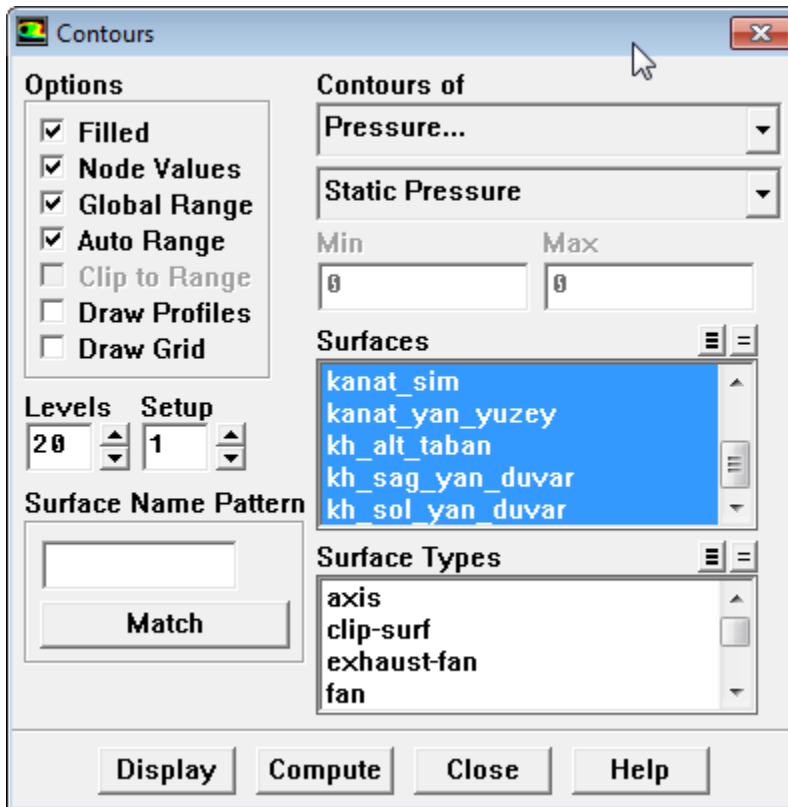 Contours
Options
Filled
Node Values
Global Range
Auto Range
Clip to Range
Draw Profiles
Draw Grid
Levels Setup
20 1
Surface Name Pattern
Match
Contours of
Pressure...
Static Pressure
Min Max
0 0
Surfaces
kanat_sim
kanat_yan_yuzey
kh_alt_taban
kh_sag_yan_duvar
kh_sol_yan_duvar
Surface Types
axis
clip-surf
exhaust-fan
fan
Display Compute Close Help